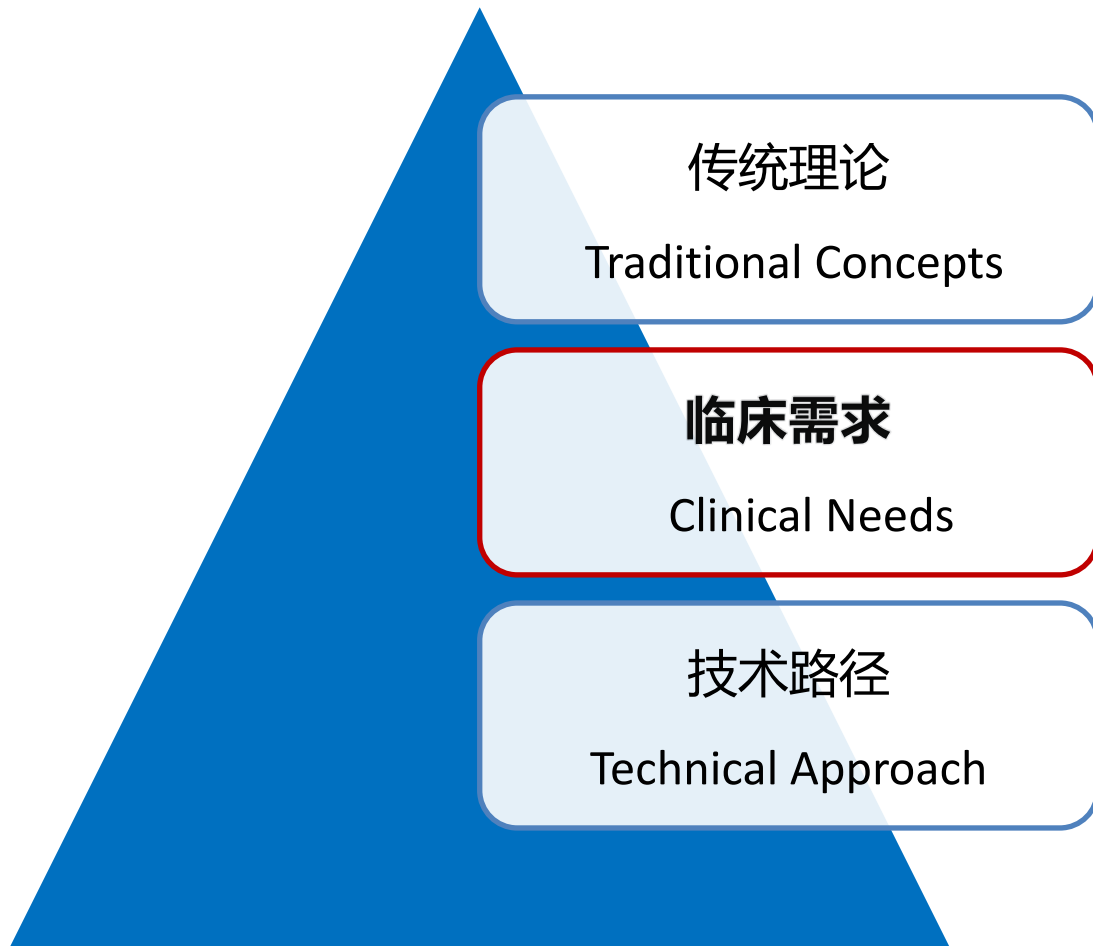 传统理论
Traditional Concepts
临床需求
Clinical Needs
技术路径
Technical Approach